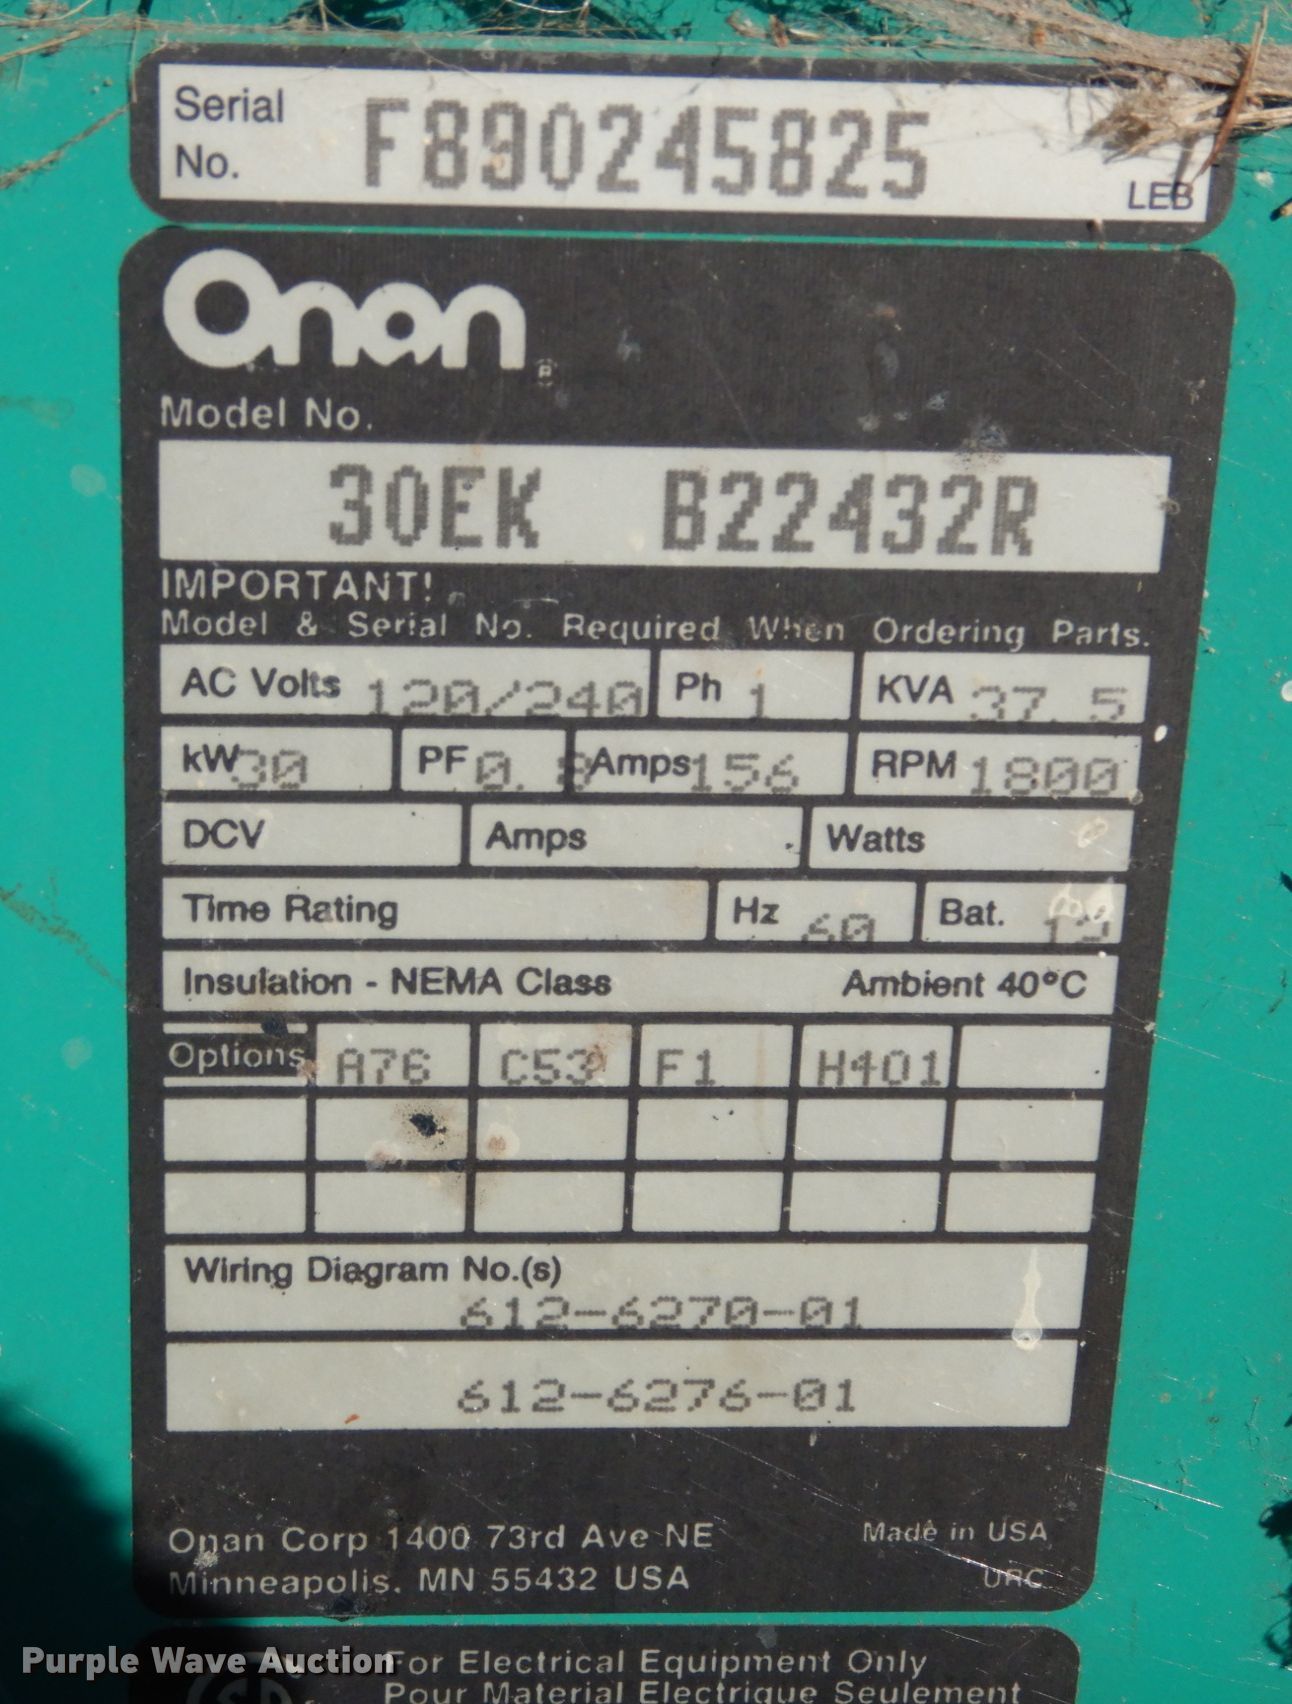 Serial No. F890245825
LEB
Onan®
Model No.
30EK B22432R
IMPORTANT!
Model & Serial No. Required When Ordering Parts.
AC Volts 120/240 Ph 1 KVA 37.5
kW 30 PF 0.8 Amps 156 RPM 1800
DCV Amps Watts
Time Rating Hz 60 Bat. 12
Insulation - NEMA Class Ambient 40°C
Options A76 C53 F1 H401
Wiring Diagram No.(s)
612-6270-01
612-6276-01
Onan Corp 1400 73rd Ave NE Made in USA
Minneapolis, MN 55432 USA
For Electrical Equipment Only
Pour Material Electrique Seulement
Purple Wave Auction